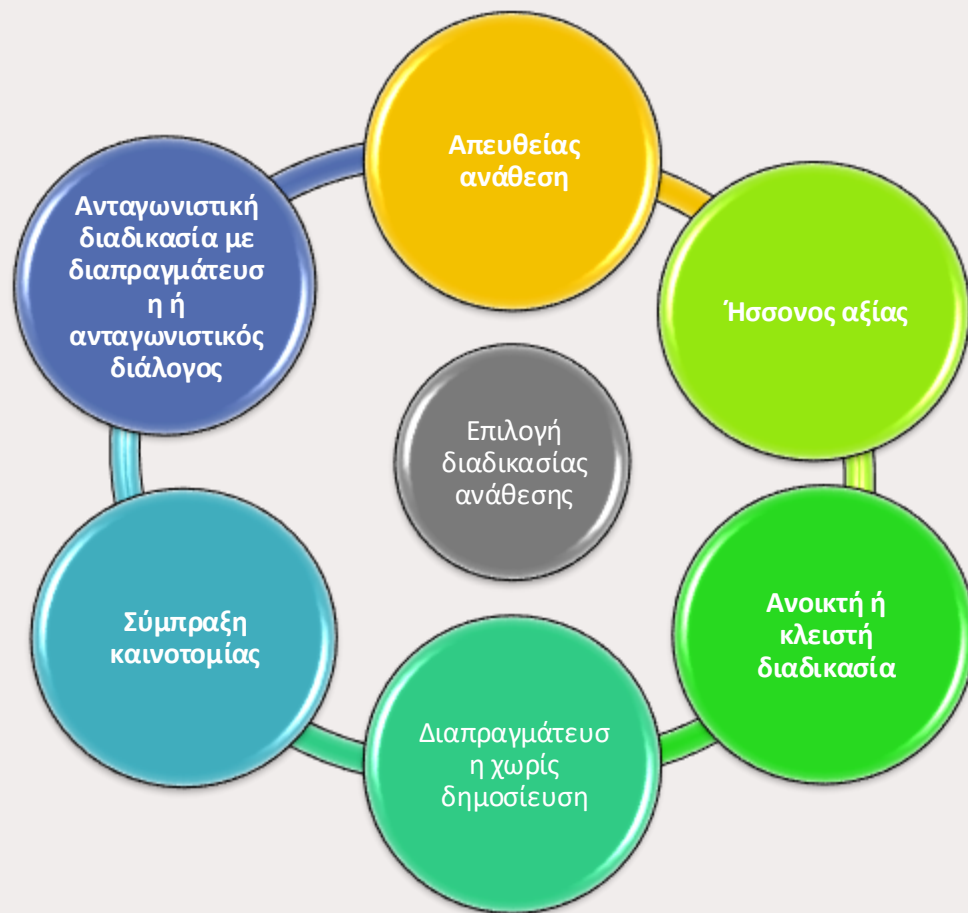 Απευθείας
ανάθεση
Ήσσονος αξίας
Ανοικτή ή
κλειστή
διαδικασία
Διαπραγμάτευσ
η χωρίς
δημοσίευση
Σύμπραξη
καινοτομίας
Ανταγωνιστική
διαδικασία με
διαπραγμάτευσ
η ή
ανταγωνιστικός
διάλογος
Επιλογή
διαδικασίας
ανάθεσης